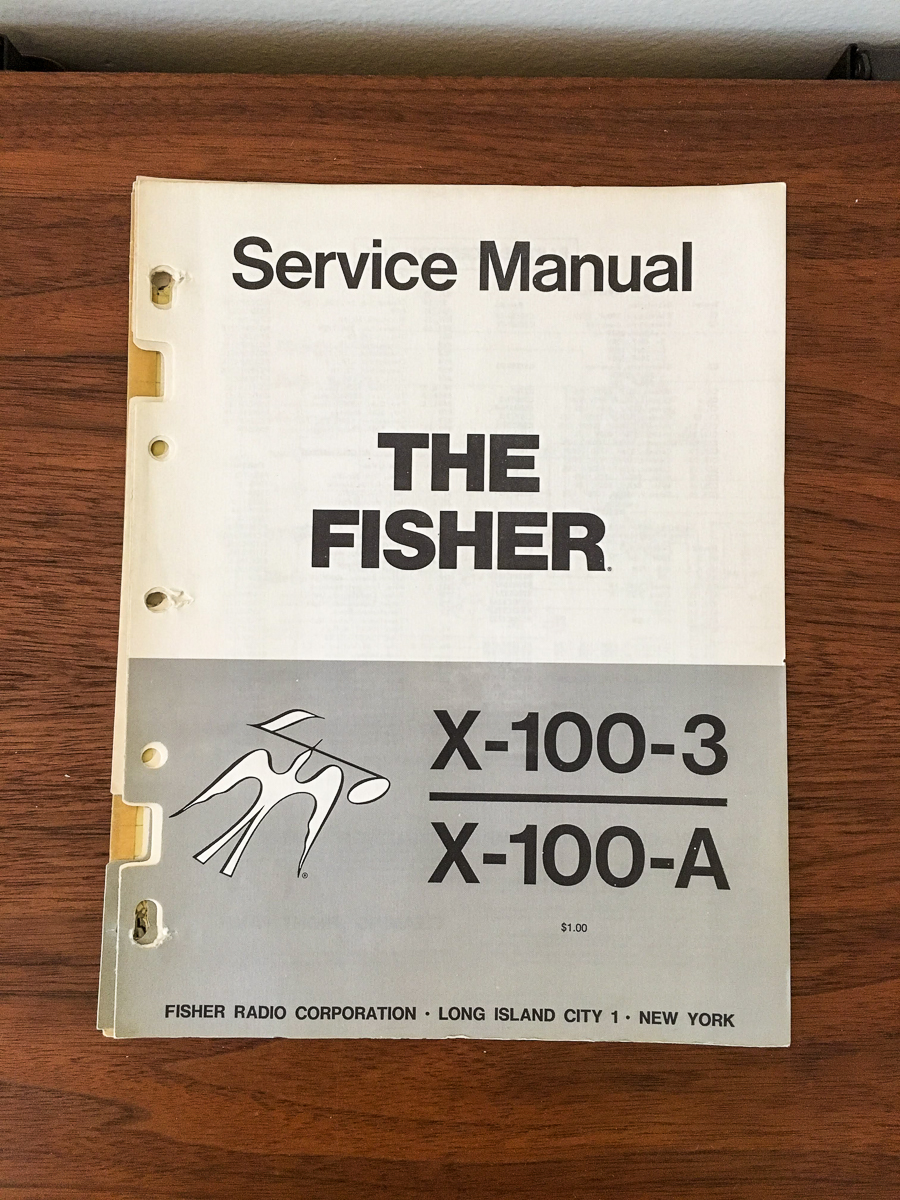 Service Manual
THE
FISHER®
X-100-3
X-100-A
®
$1.00
FISHER RADIO CORPORATION · LONG ISLAND CITY 1 · NEW YORK